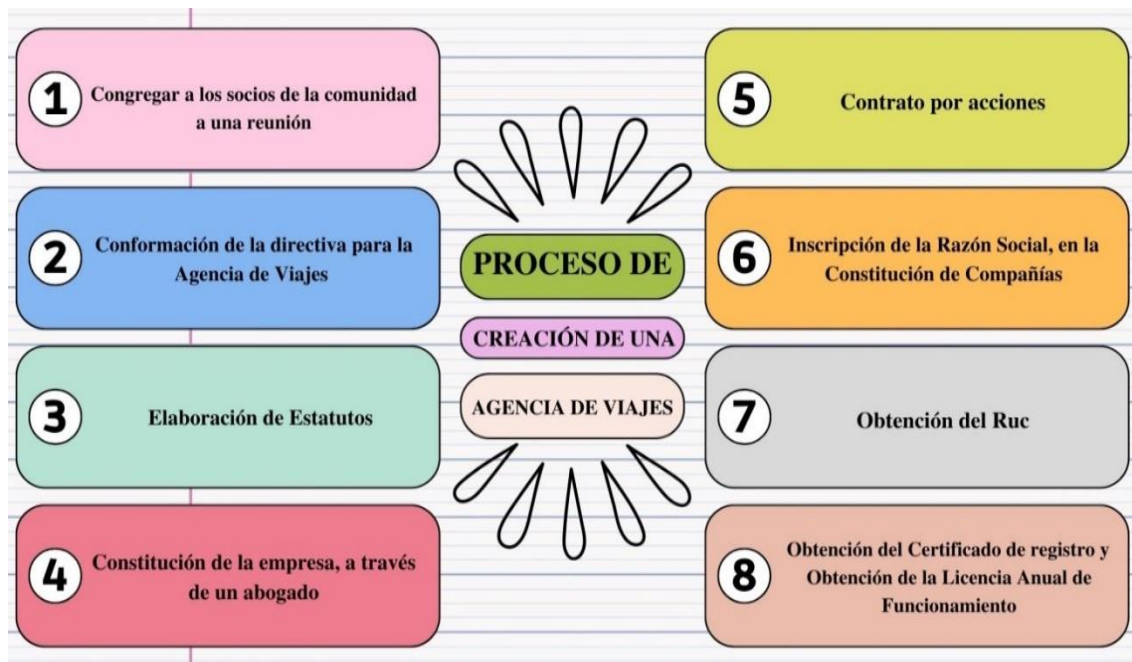 1
Congregar a los socios de la comunidad
a una reunión
2
Conformación de la directiva para la
Agencia de Viajes
3
Elaboración de Estatutos
4
Constitución de la empresa, a través
de un abogado
PROCESO DE
CREACIÓN DE UNA
AGENCIA DE VIAJES
5
Contrato por acciones
6
Inscripción de la Razón Social, en la
Constitución de Compañías
7
Obtención del Ruc
8
Obtención del Certificado de registro y
Obtención de la Licencia Anual de
Funcionamiento